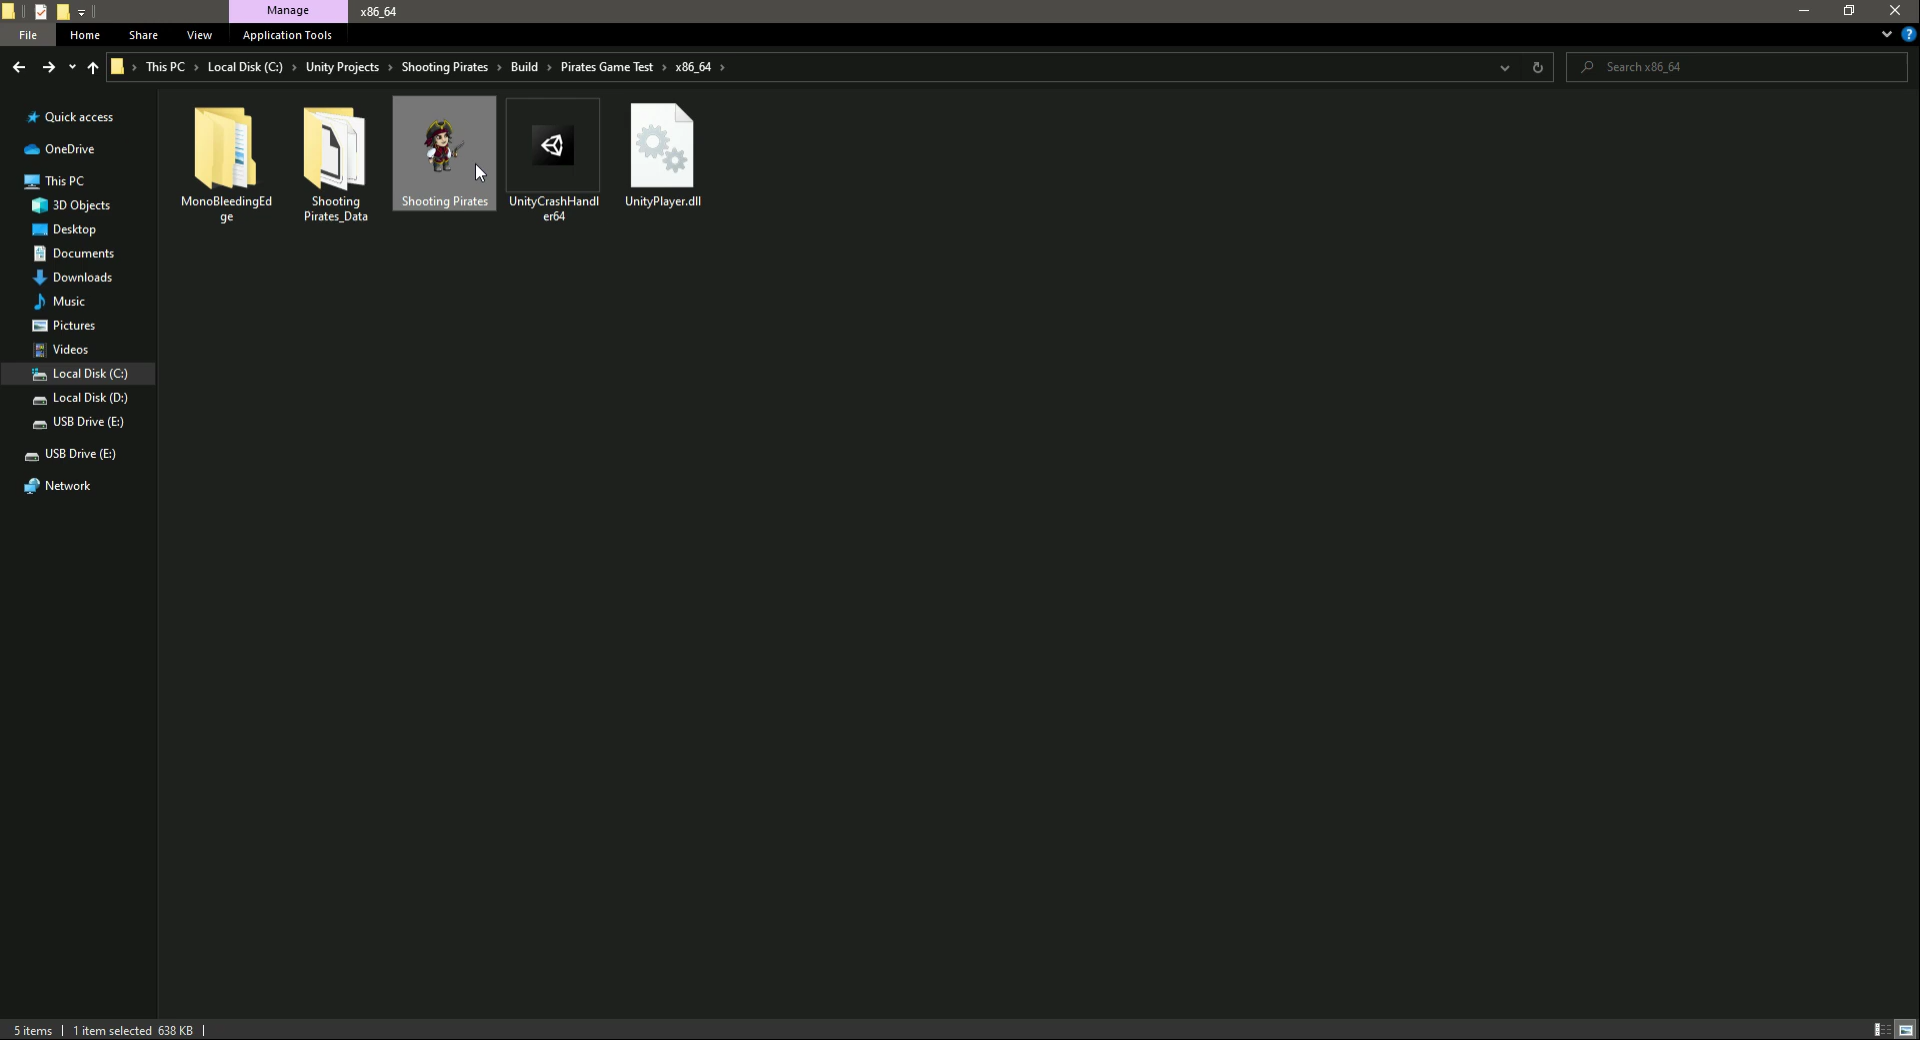 Manage
x86_64
File
Home
Share
View
Application Tools
This PC
Local Disk (C:)
Unity Projects
Shooting Pirates
Build
Pirates Game Test
x86_64
Search x86_64
Quick access
OneDrive
This PC
3D Objects
Desktop
Documents
Downloads
Music
Pictures
Videos
Local Disk (C:)
Local Disk (D:)
USB Drive (E:)
USB Drive (E:)
Network
MonoBleedingEd
ge
Shooting
Pirates_Data
Shooting Pirates
UnityCrashHandl
er64
UnityPlayer.dll
5 items
1 item selected 638 KB